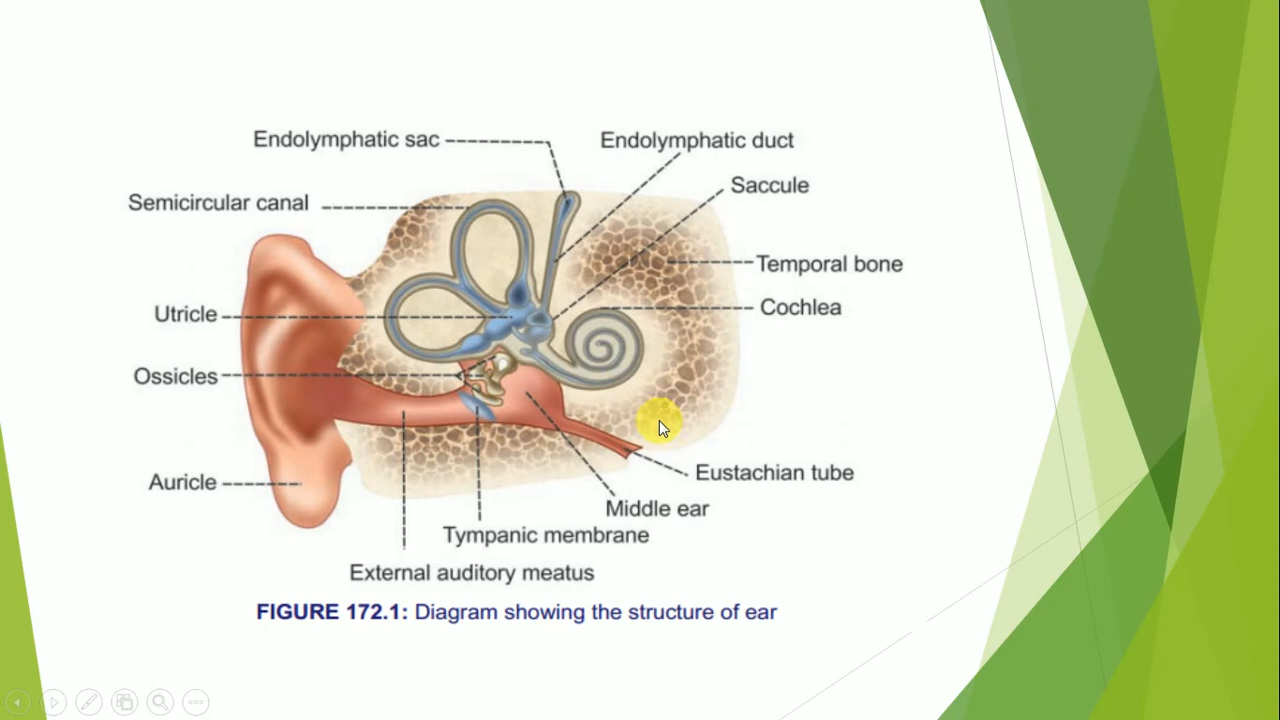 Endolymphatic sac
Endolymphatic duct
Saccule
Semicircular canal
Temporal bone
Cochlea
Utricle
Ossicles
Eustachian tube
Auricle
Middle ear
Tympanic membrane
External auditory meatus
FIGURE 172.1: Diagram showing the structure of ear